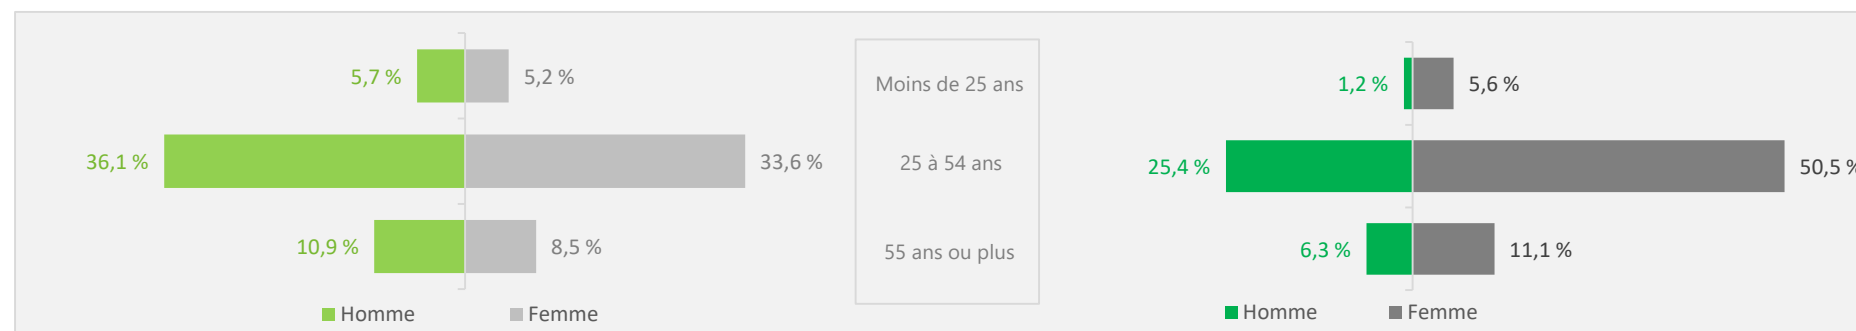 5,7 %
5,2 %
Moins de 25 ans
1,2 %
5,6 %
36,1 %
33,6 %
25 à 54 ans
25,4 %
50,5 %
10,9 %
8,5 %
55 ans ou plus
6,3 %
11,1 %
Homme
Femme
Homme
Femme